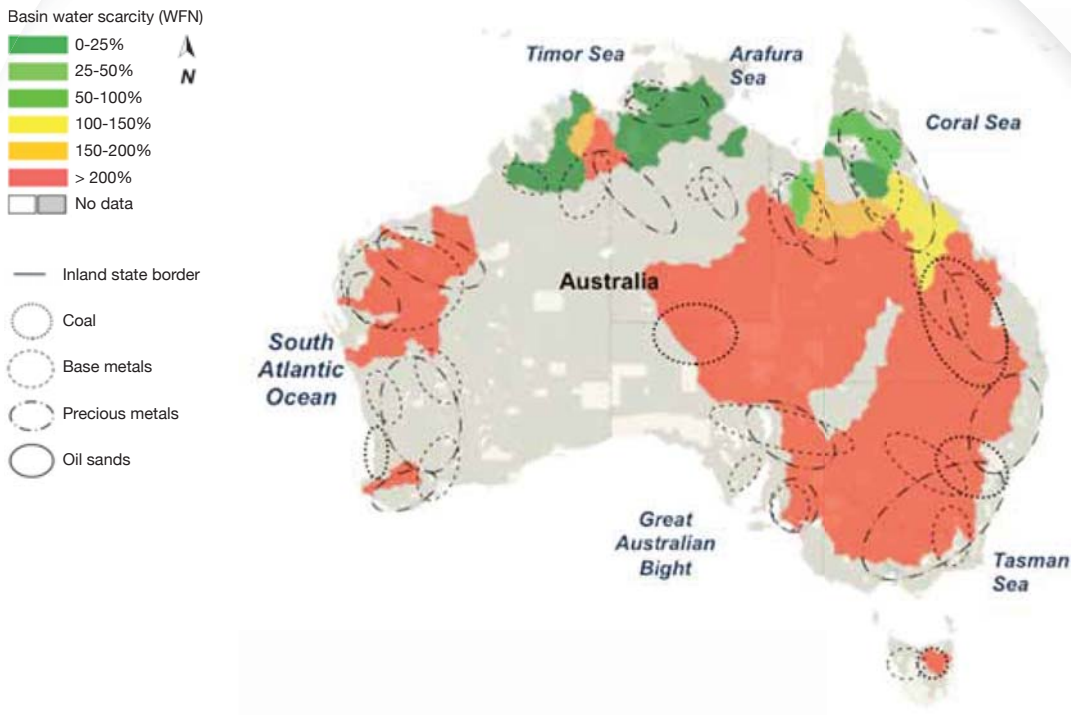 Basin water scarcity (WFN)
0-25%
25-50%
50-100%
100-150%
150-200%
> 200%
No data
N
Inland state border
Coal
Base metals
Precious metals
Oil sands
Timor Sea
Arafura
Sea
Coral Sea
Australia
South
Atlantic
Ocean
Great
Australian
Bight
Tasman
Sea